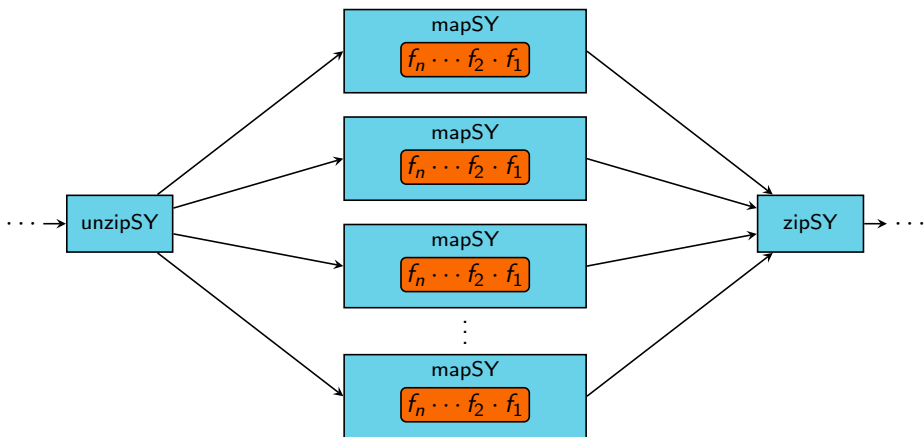 mapSY
fₙ ⋯ f₂ · f₁
mapSY
fₙ ⋯ f₂ · f₁
⋯ unzipSY zipSY ⋯
mapSY
fₙ ⋯ f₂ · f₁
⋮
mapSY
fₙ ⋯ f₂ · f₁